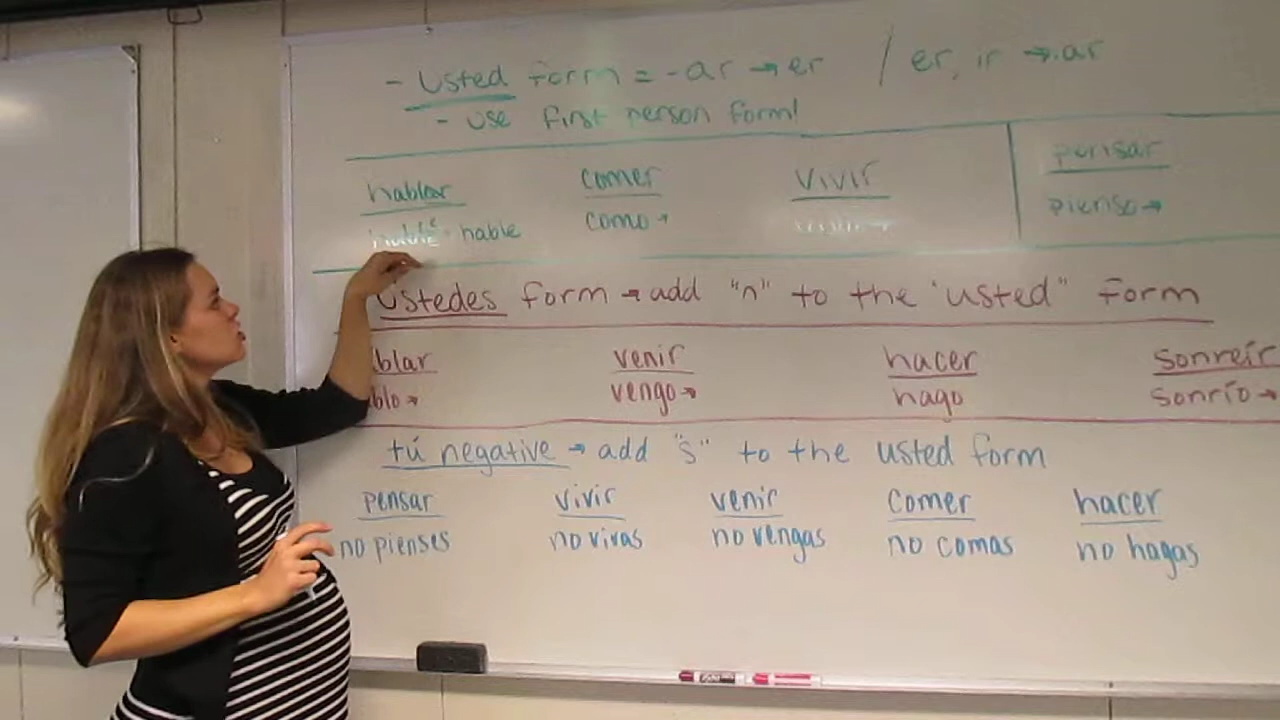 - Usted form = -ar → er / er, ir → ar
- use first person form!
hablar comer vivir pensar
hable como → pienso →
Ustedes form → add "n" to the "usted" form
blar venir hacer sonreír
blo → vengo → hago sonrío →
tú negative → add "s" to the usted form
pensar vivir venir comer hacer
no pienses no vivas no vengas no comas no hagas